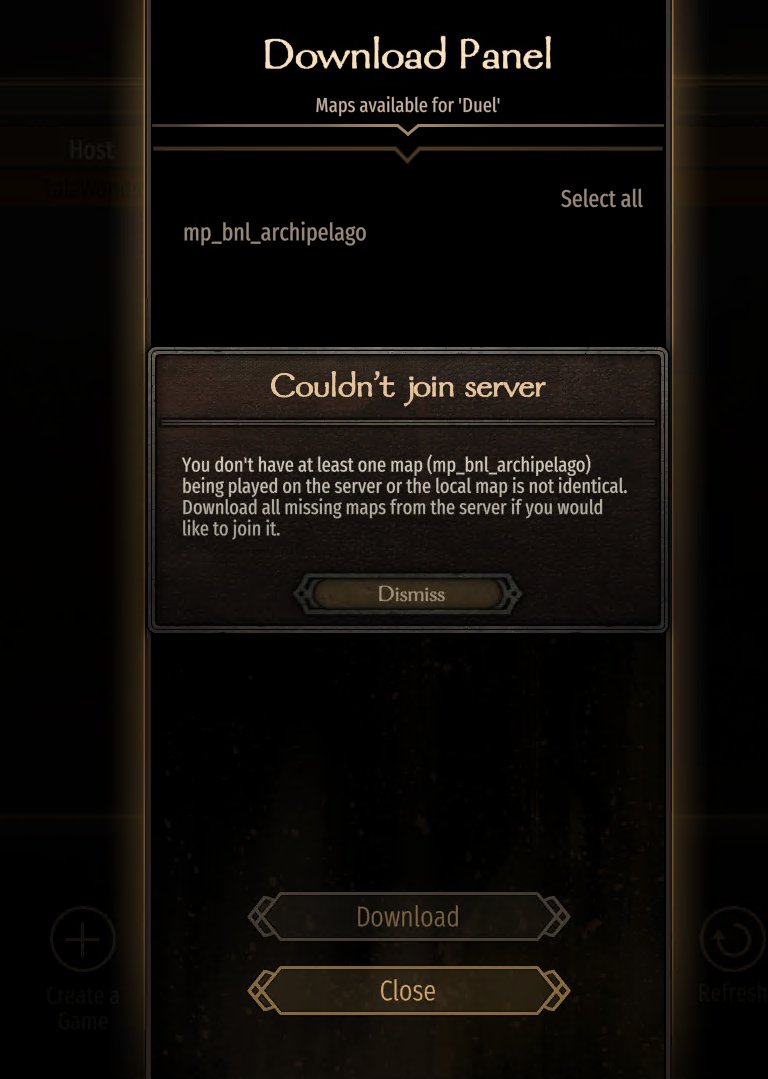 Download Panel
Maps available for 'Duel'
Host
Select all
mp_bnl_archipelago
Couldn't join server
You don't have at least one map (mp_bnl_archipelago)
being played on the server or the local map is not identical.
Download all missing maps from the server if you would
like to join it.
Dismiss
Download
Close
Create a
Game
Refresh